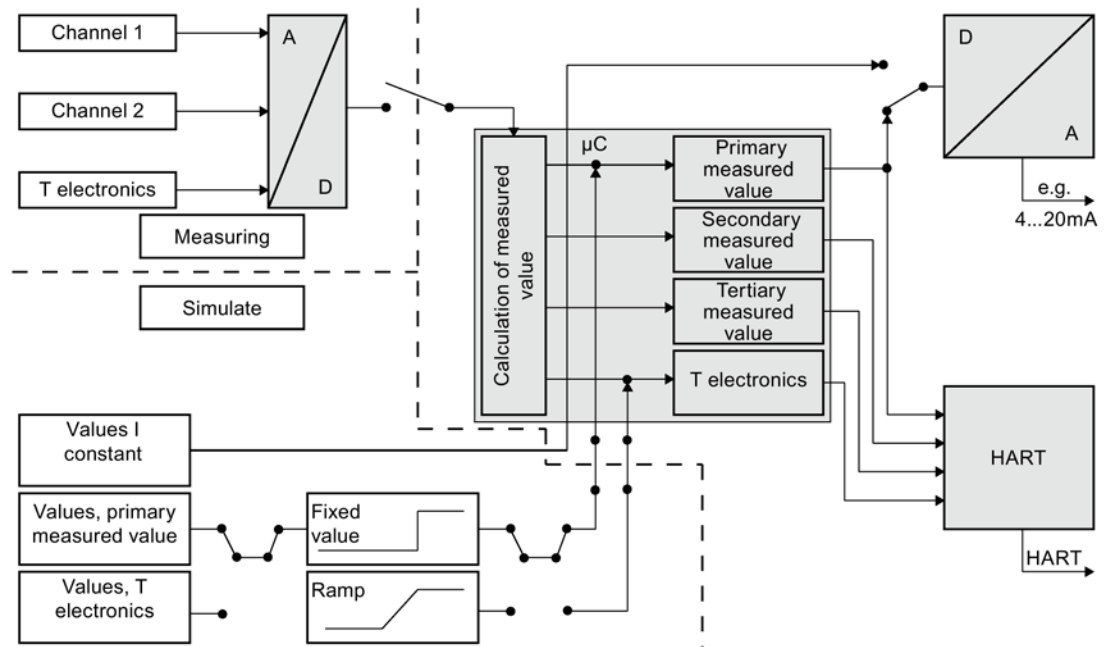 Channel 1
A
Channel 2
T electronics
D
Measuring
Simulate
Calculation of measured
value
µC
Primary
measured
value
Secondary
measured
value
Tertiary
measured
value
T electronics
D
A
e.g.
4...20mA
HART
HART
Values I
constant
Values, primary
measured value
Values, T
electronics
Fixed
value
Ramp